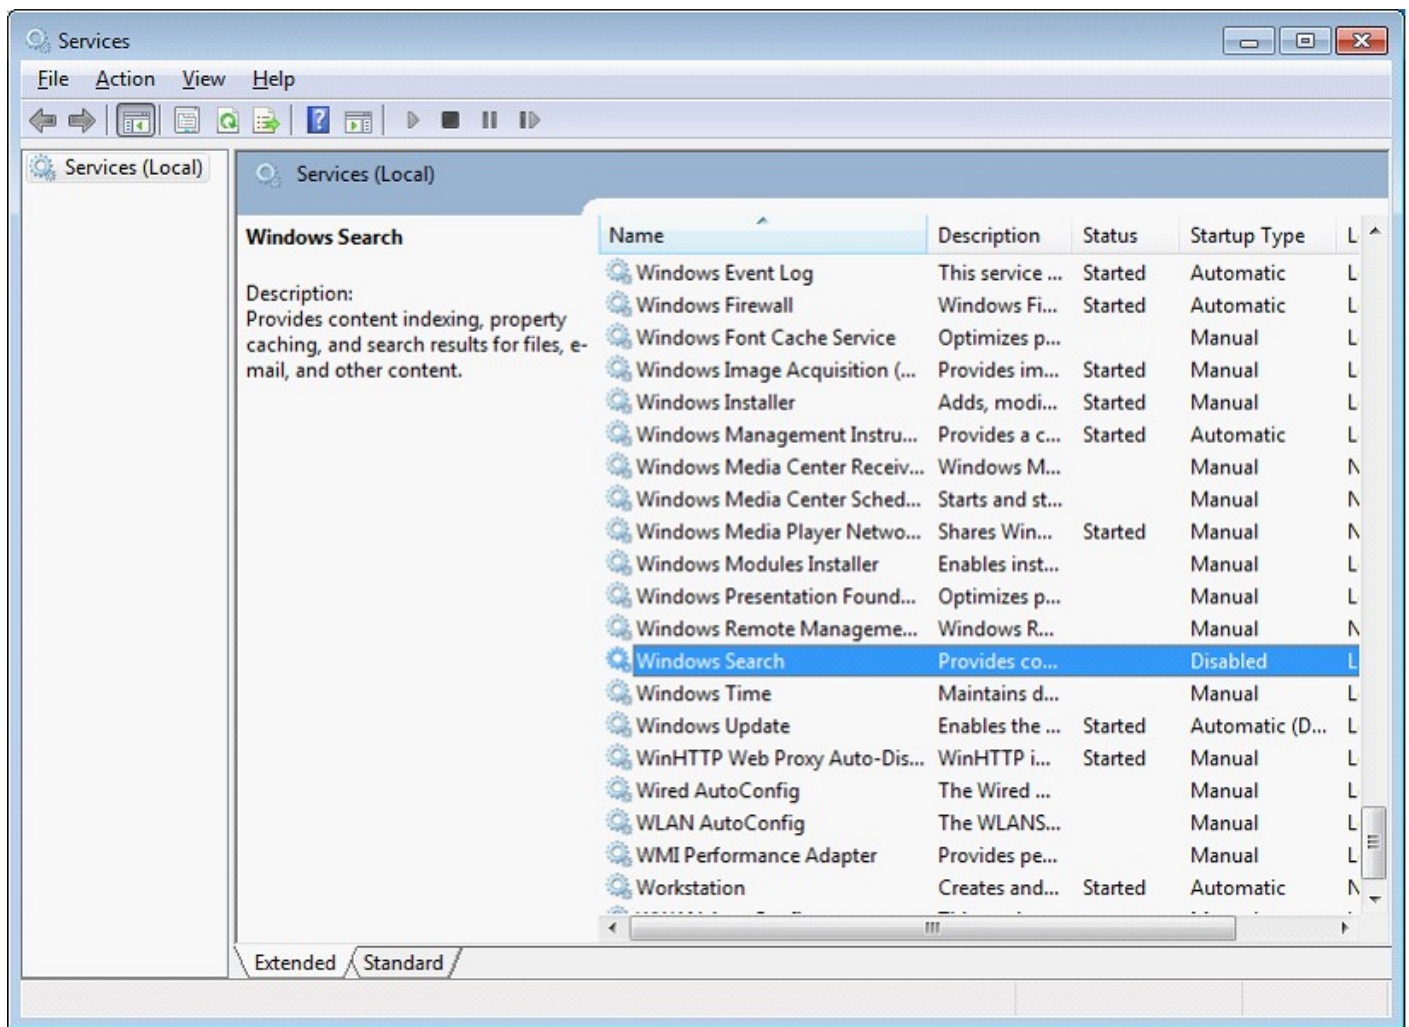 Services
File Action View Help
Services (Local)
Services (Local)
Windows Search
Description:
Provides content indexing, property
caching, and search results for files, e-
mail, and other content.
Name Description Status Startup Type L
Windows Event Log This service ... Started Automatic L
Windows Firewall Windows Fi... Started Automatic L
Windows Font Cache Service Optimizes p... Manual L
Windows Image Acquisition (... Provides im... Started Manual L
Windows Installer Adds, modi... Started Manual L
Windows Management Instru... Provides a c... Started Automatic L
Windows Media Center Receiv... Windows M... Manual N
Windows Media Center Sched... Starts and st... Manual N
Windows Media Player Netwo... Shares Win... Started Manual N
Windows Modules Installer Enables inst... Manual L
Windows Presentation Found... Optimizes p... Manual L
Windows Remote Manageme... Windows R... Manual N
Windows Search Provides co... Disabled L
Windows Time Maintains d... Manual L
Windows Update Enables the ... Started Automatic (D... L
WinHTTP Web Proxy Auto-Dis... WinHTTP i... Started Manual L
Wired AutoConfig The Wired ... Manual L
WLAN AutoConfig The WLANS... Manual L
WMI Performance Adapter Provides pe... Manual L
Workstation Creates and... Started Automatic N
Extended Standard